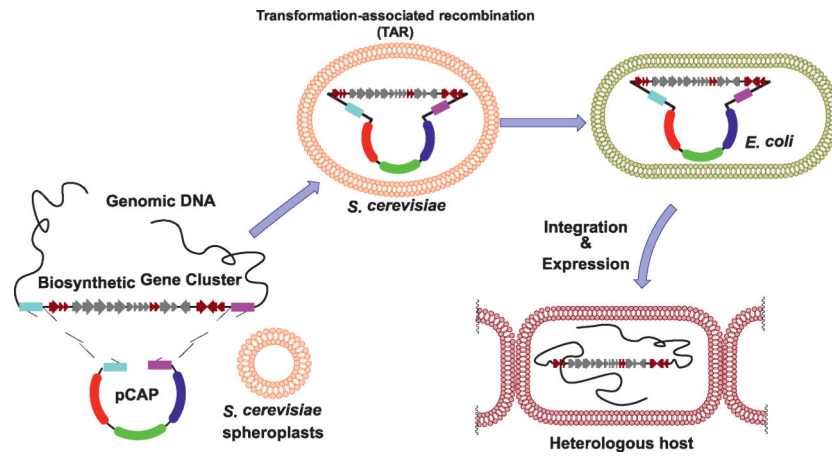 Transformation-associated recombination
(TAR)
S. cerevisiae
E. coli
Genomic DNA
Biosynthetic Gene Cluster
pCAP
S. cerevisiae
spheroplasts
Integration
&
Expression
Heterologous host